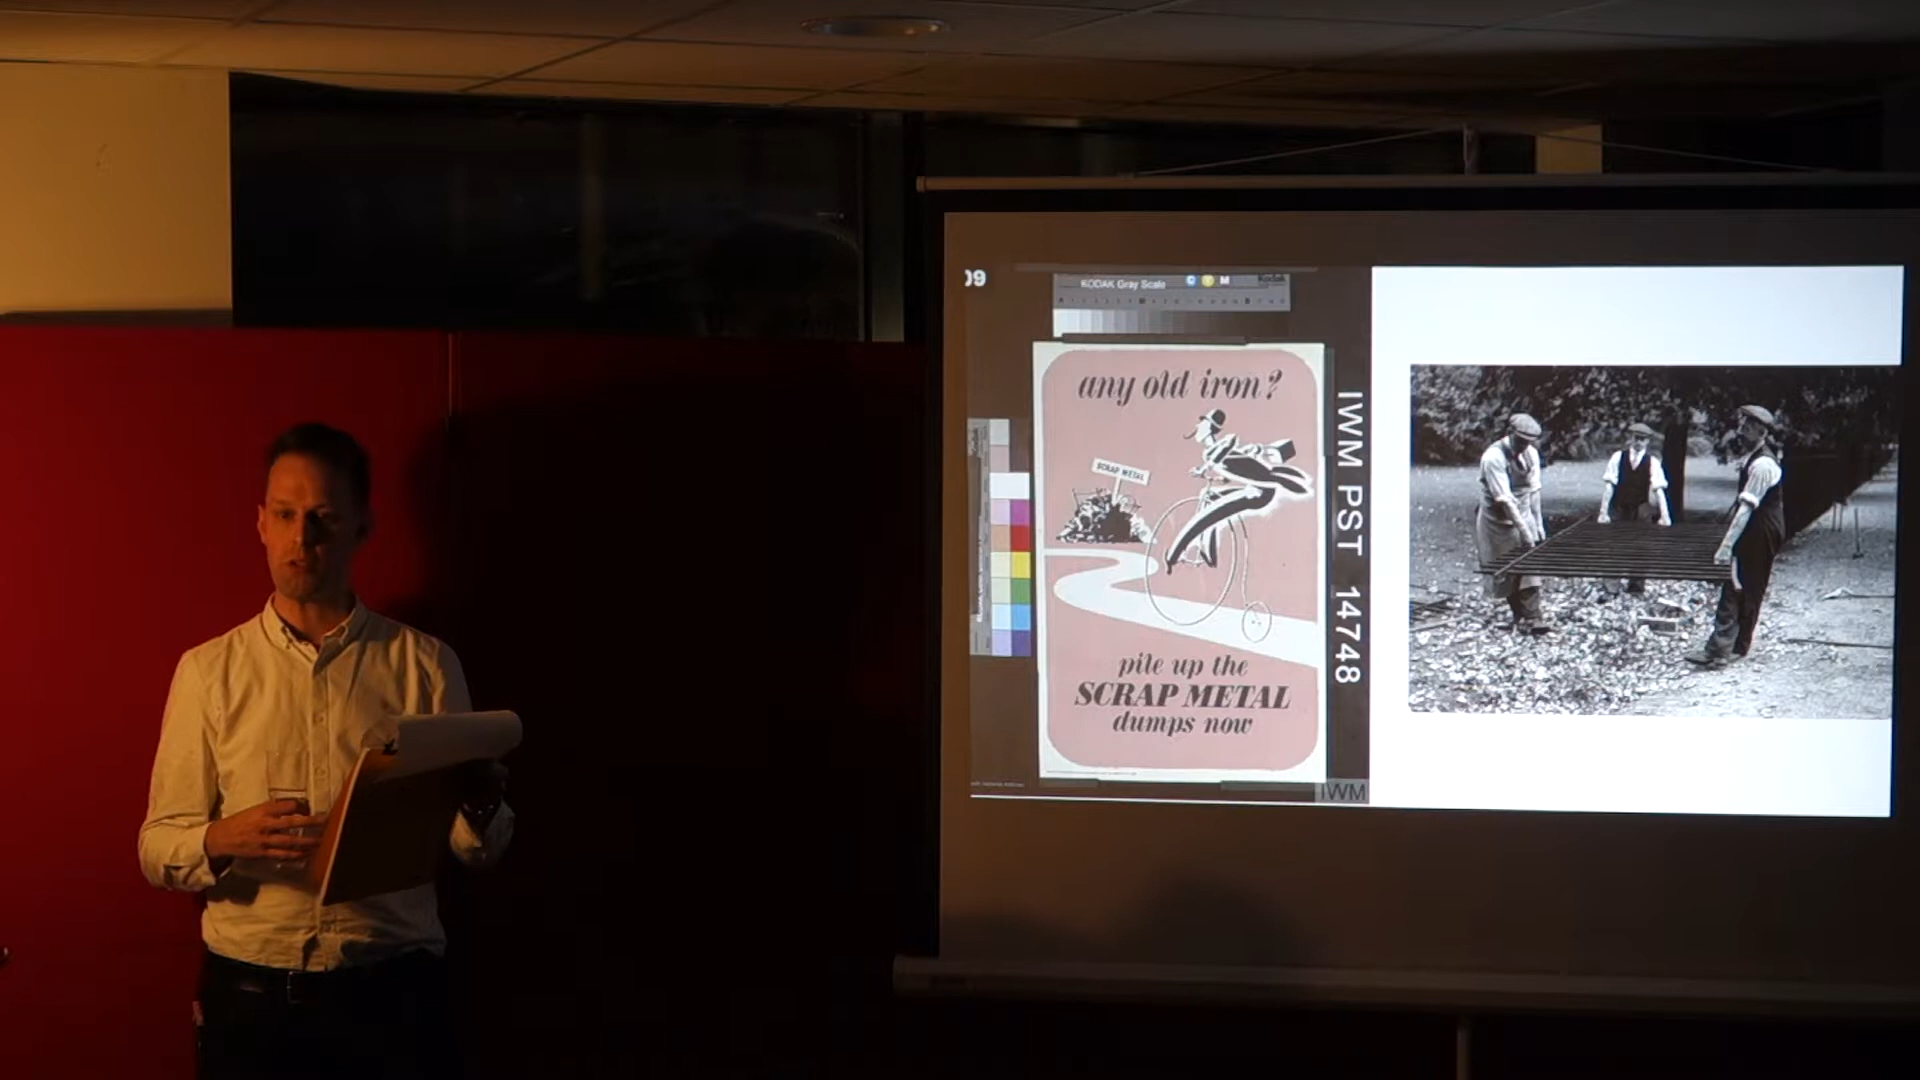 09
KODAK Gray Scale
C Y M
any old iron?
SCRAP METAL
pile up the
SCRAP METAL
dumps now
IWM PST 14748
IWM